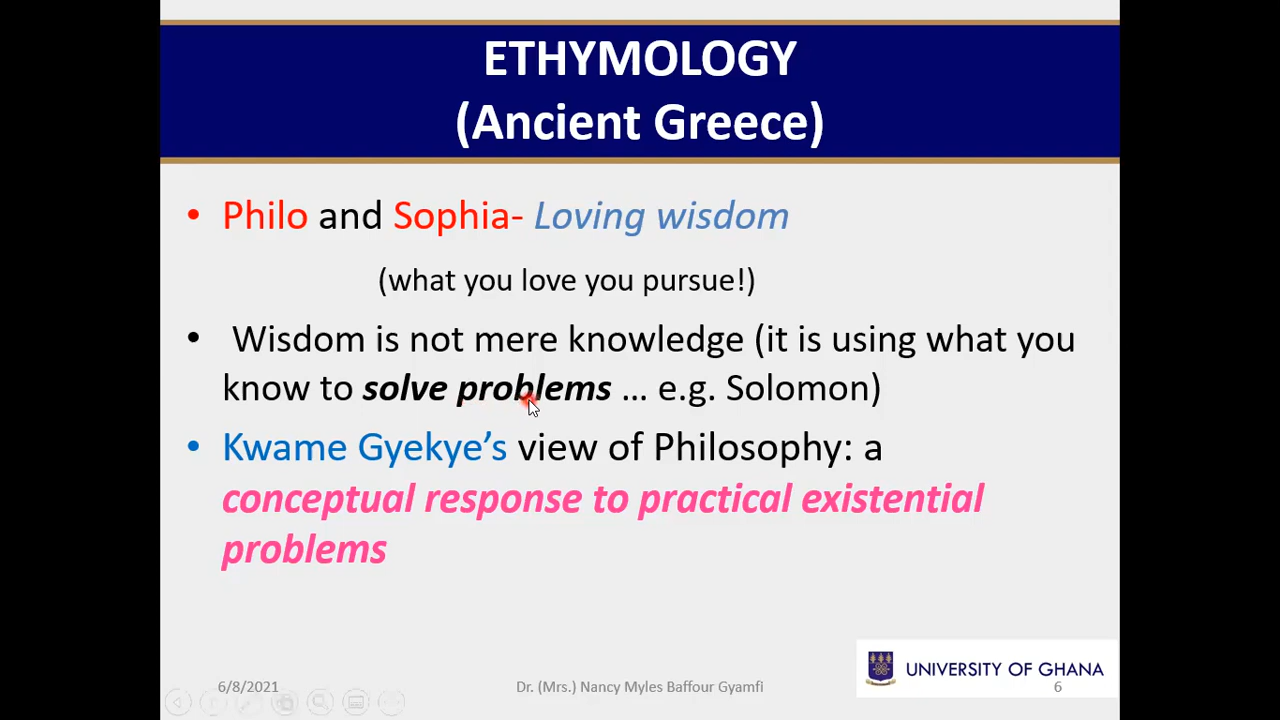 ETHYMOLOGY
(Ancient Greece)
• Philo and Sophia- Loving wisdom
(what you love you pursue!)
• Wisdom is not mere knowledge (it is using what you
know to solve problems ... e.g. Solomon)
• Kwame Gyekye's view of Philosophy: a
conceptual response to practical existential
problems
UNIVERSITY OF GHANA
6/8/2021
Dr. (Mrs.) Nancy Myles Baffour Gyamfi
6